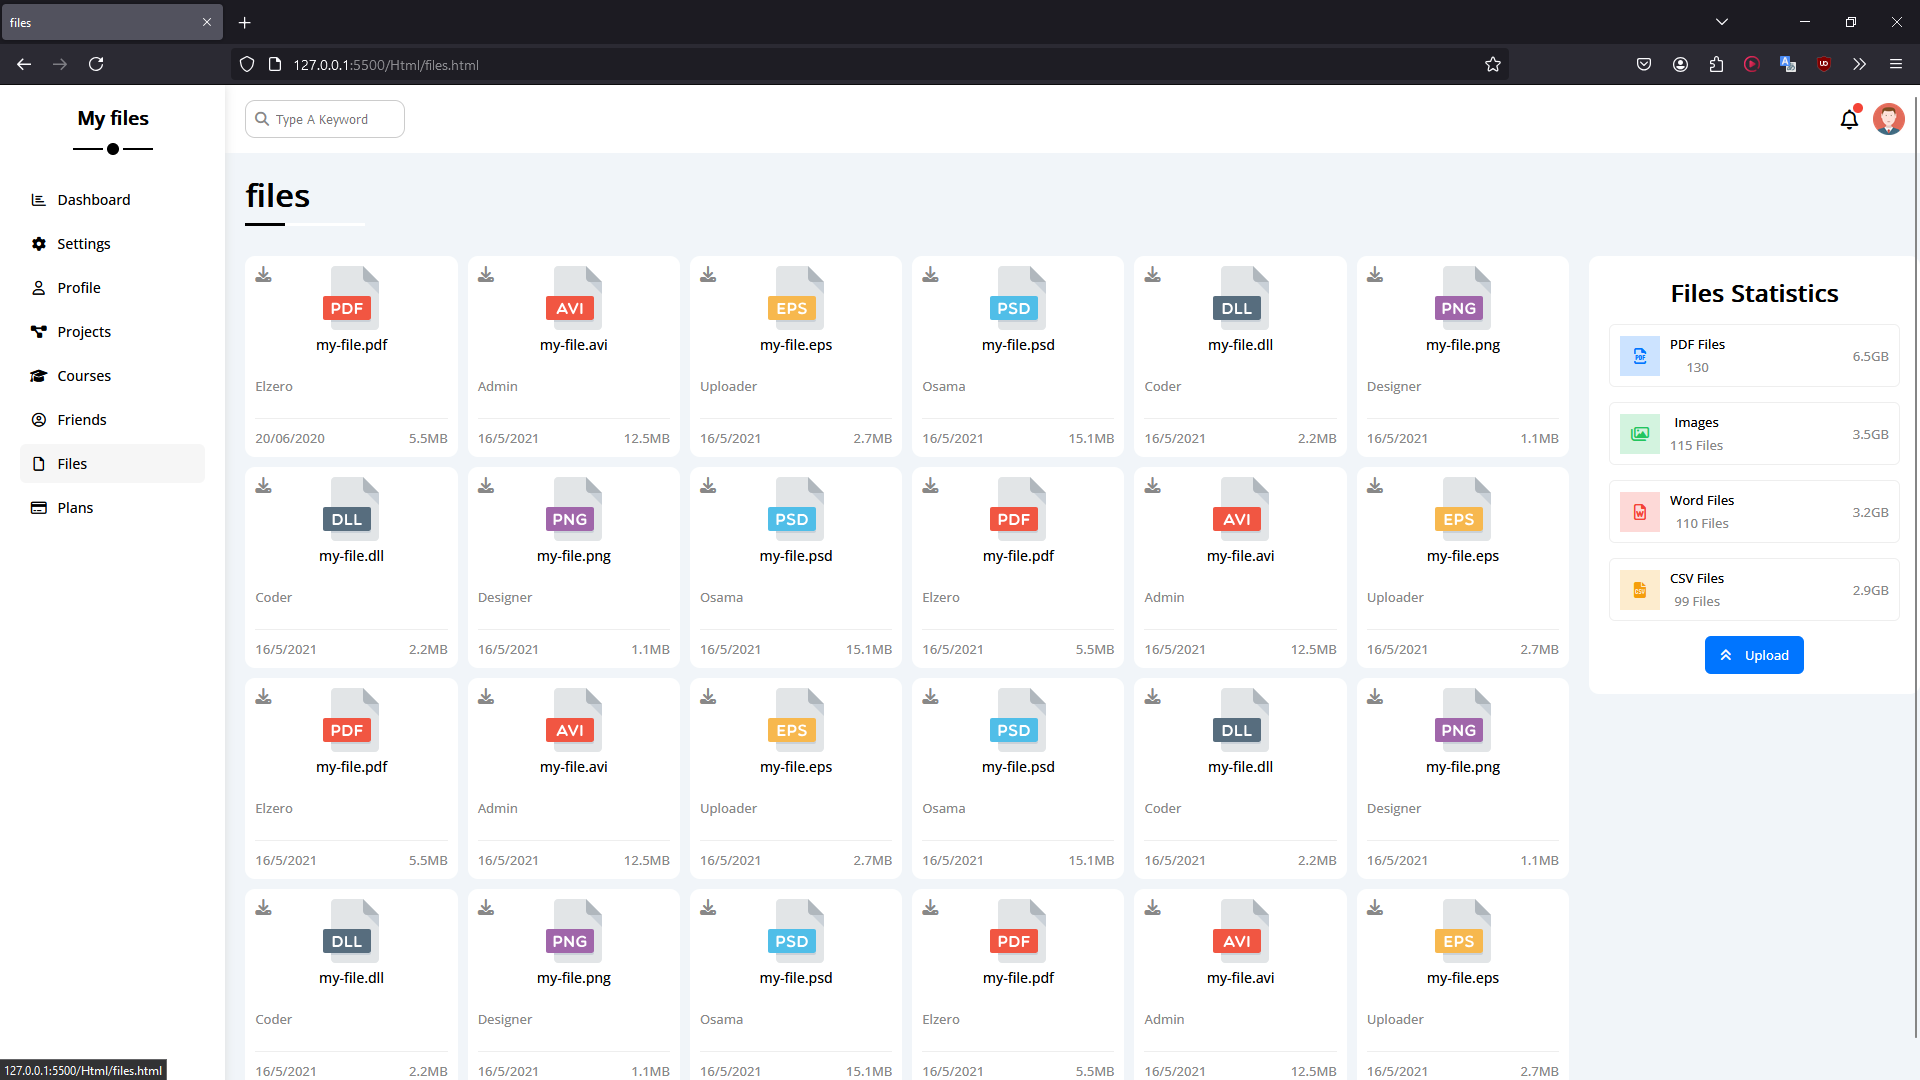 files
127.0.0.1:5500/Html/files.html
My files
Dashboard
Settings
Profile
Projects
Courses
Friends
Files
Plans
Type A Keyword
files
PDF AVI EPS PSD DLL PNG
my-file.pdf my-file.avi my-file.eps my-file.psd my-file.dll my-file.png
Elzero Admin Uploader Osama Coder Designer
20/06/2020 5.5MB 16/5/2021 12.5MB 16/5/2021 2.7MB 16/5/2021 15.1MB 16/5/2021 2.2MB 16/5/2021 1.1MB
DLL PNG PSD PDF AVI EPS
my-file.dll my-file.png my-file.psd my-file.pdf my-file.avi my-file.eps
Coder Designer Osama Elzero Admin Uploader
16/5/2021 2.2MB 16/5/2021 1.1MB 16/5/2021 15.1MB 16/5/2021 5.5MB 16/5/2021 12.5MB 16/5/2021 2.7MB
PDF AVI EPS PSD DLL PNG
my-file.pdf my-file.avi my-file.eps my-file.psd my-file.dll my-file.png
Elzero Admin Uploader Osama Coder Designer
16/5/2021 5.5MB 16/5/2021 12.5MB 16/5/2021 2.7MB 16/5/2021 15.1MB 16/5/2021 2.2MB 16/5/2021 1.1MB
DLL PNG PSD PDF AVI EPS
my-file.dll my-file.png my-file.psd my-file.pdf my-file.avi my-file.eps
Coder Designer Osama Elzero Admin Uploader
16/5/2021 2.2MB 16/5/2021 1.1MB 16/5/2021 15.1MB 16/5/2021 5.5MB 16/5/2021 12.5MB 16/5/2021 2.7MB
Files Statistics
PDF
PDF Files
130
6.5GB
Images
115 Files
3.5GB
W
Word Files
110 Files
3.2GB
CSV
CSV Files
99 Files
2.9GB
Upload
127.0.0.1:5500/Html/files.html